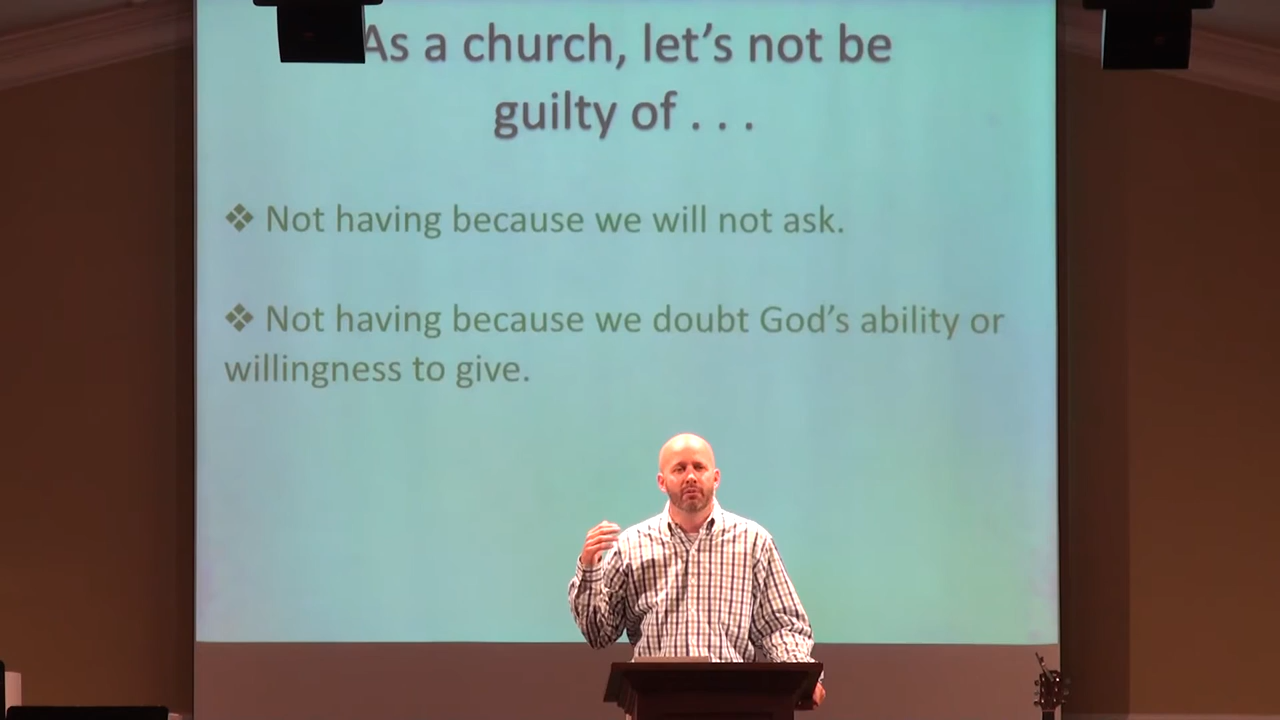 As a church, let's not be
guilty of . . .
❖ Not having because we will not ask.
❖ Not having because we doubt God's ability or
willingness to give.